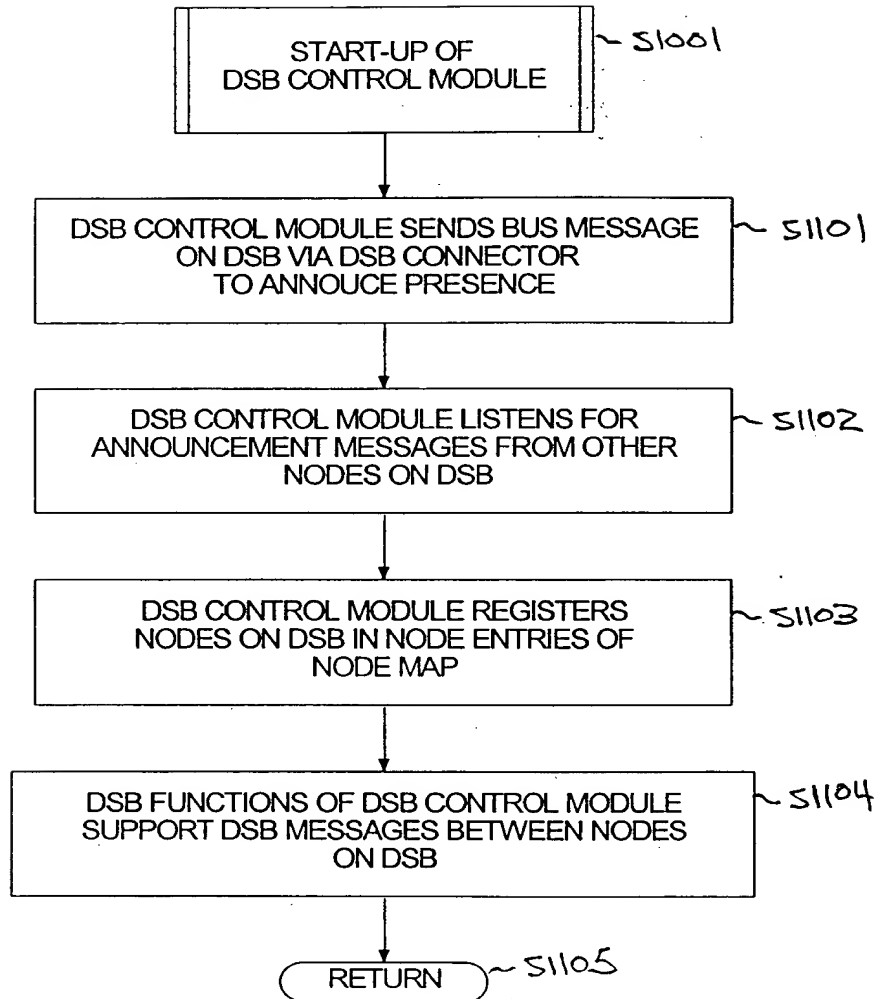 START-UP OF
DSB CONTROL MODULE
S1001
DSB CONTROL MODULE SENDS BUS MESSAGE
ON DSB VIA DSB CONNECTOR
TO ANNOUCE PRESENCE
S1101
DSB CONTROL MODULE LISTENS FOR
ANNOUNCEMENT MESSAGES FROM OTHER
NODES ON DSB
S1102
DSB CONTROL MODULE REGISTERS
NODES ON DSB IN NODE ENTRIES OF
NODE MAP
S1103
DSB FUNCTIONS OF DSB CONTROL MODULE
SUPPORT DSB MESSAGES BETWEEN NODES
ON DSB
S1104
RETURN
S1105